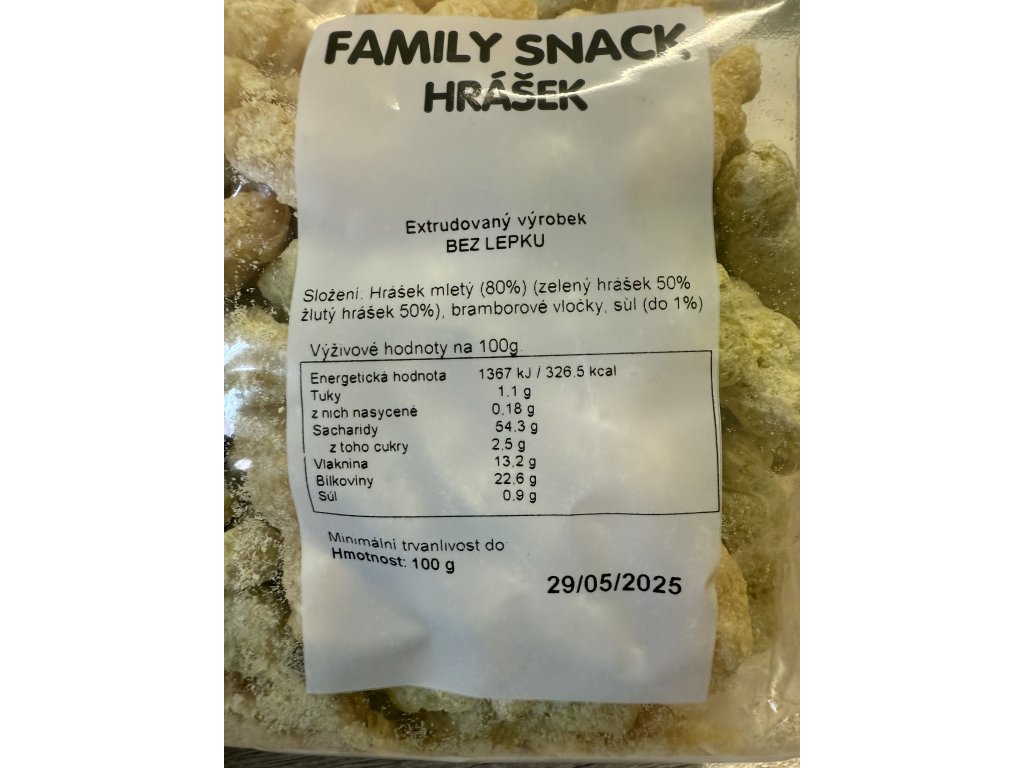 FAMILY SNACK
HRÁŠEK
Extrudovaný výrobek
BEZ LEPKU
Složení: Hrášek mletý (80%) (zelený hrášek 50%
žlutý hrášek 50%), bramborové vločky, sůl (do 1%)
Výživové hodnoty na 100g.
Energetická hodnota 1367 kJ / 326.5 kcal
Tuky 1.1 g
z nich nasycené 0,18 g
Sacharidy 54.3 g
z toho cukry 2.5 g
Vlaknina 13,2 g
Bílkoviny 22,6 g
Sůl 0.9 g
Minimální trvanlivost do
Hmotnost: 100 g
29/05/2025